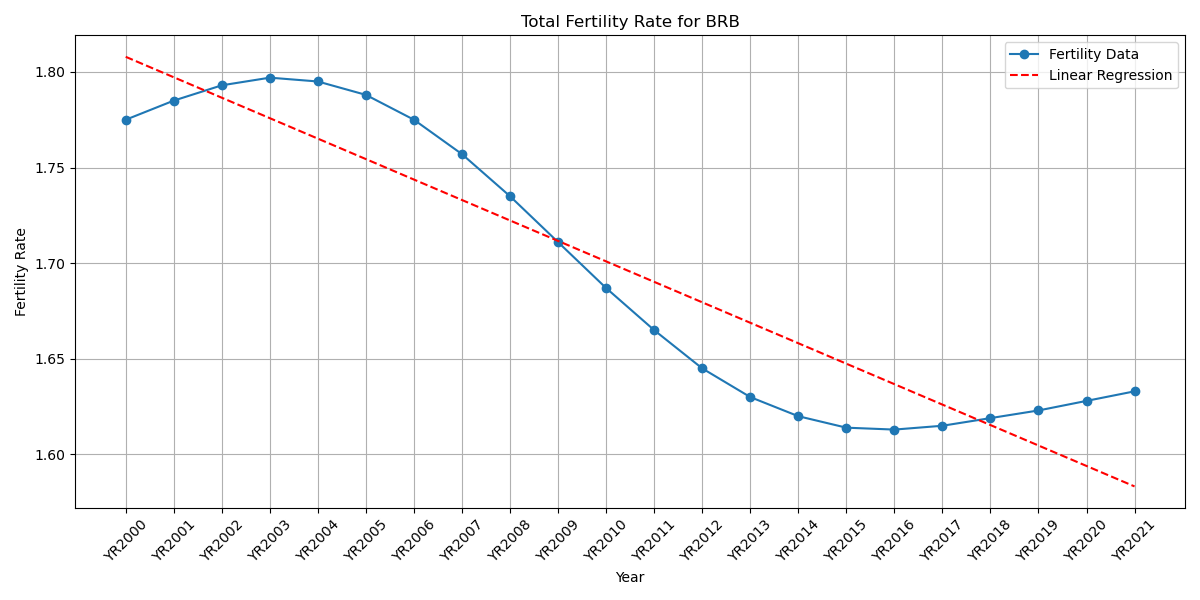 Total Fertility Rate for BRB
Fertility Data
Linear Regression
Fertility Rate
1.80
1.75
1.70
1.65
1.60
YR2000
YR2001
YR2002
YR2003
YR2004
YR2005
YR2006
YR2007
YR2008
YR2009
YR2010
YR2011
YR2012
YR2013
YR2014
YR2015
YR2016
YR2017
YR2018
YR2019
YR2020
YR2021
Year